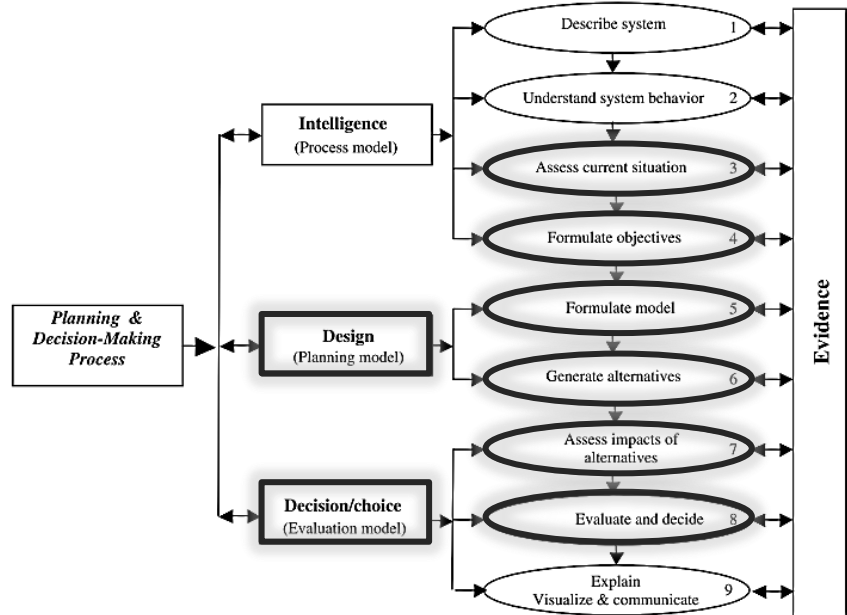 Describe system 1
Understand system behavior 2
Intelligence
(Process model)
Assess current situation 3
Formulate objectives 4
Planning &
Decision-Making
Process
Formulate model 5
Design
(Planning model)
Generate alternatives 6
Assess impacts of
alternatives
7
Decision/choice
(Evaluation model)
Evaluate and decide 8
Explain
Visualize & communicate
9
Evidence